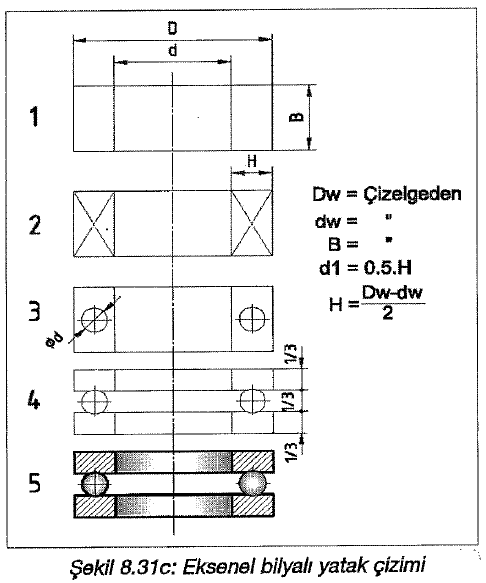 D
d
1
B
H
2
Dw = Çizelgeden
dw = "
B = "
d1 = 0.5.H
H = Dw-dw
2
3
ød
1/3
4
1/3
1/3
5
Şekil 8.31c: Eksenel bilyalı yatak çizimi